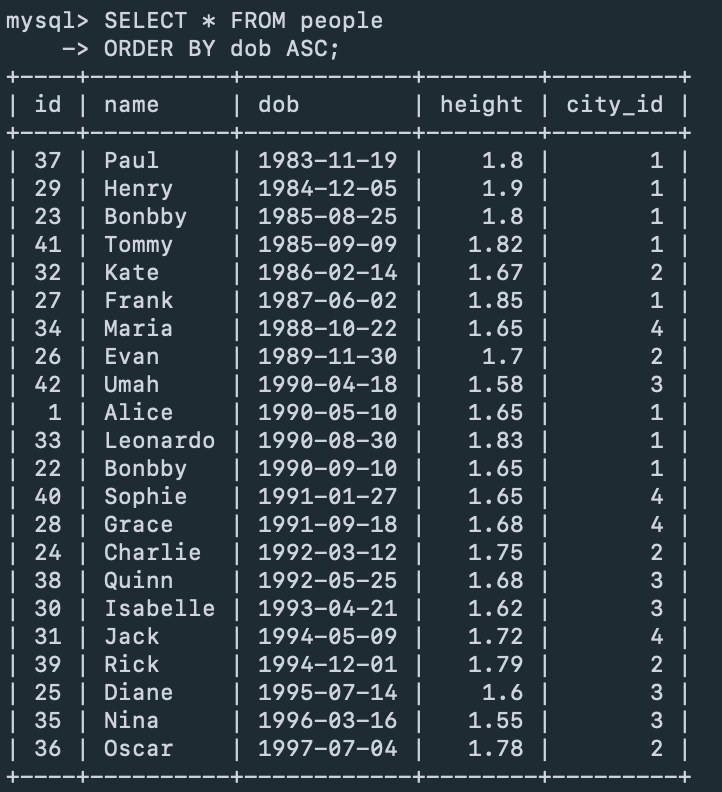 mysql> SELECT * FROM people
    -> ORDER BY dob ASC;
+----+----------+------------+--------+---------+
| id | name     | dob        | height | city_id |
+----+----------+------------+--------+---------+
| 37 | Paul     | 1983-11-19 |    1.8 |       1 |
| 29 | Henry    | 1984-12-05 |    1.9 |       1 |
| 23 | Bonbby   | 1985-08-25 |    1.8 |       1 |
| 41 | Tommy    | 1985-09-09 |   1.82 |       1 |
| 32 | Kate     | 1986-02-14 |   1.67 |       2 |
| 27 | Frank    | 1987-06-02 |   1.85 |       1 |
| 34 | Maria    | 1988-10-22 |   1.65 |       4 |
| 26 | Evan     | 1989-11-30 |    1.7 |       2 |
| 42 | Umah     | 1990-04-18 |   1.58 |       3 |
|  1 | Alice    | 1990-05-10 |   1.65 |       1 |
| 33 | Leonardo | 1990-08-30 |   1.83 |       1 |
| 22 | Bonbby   | 1990-09-10 |   1.65 |       1 |
| 40 | Sophie   | 1991-01-27 |   1.65 |       4 |
| 28 | Grace    | 1991-09-18 |   1.68 |       4 |
| 24 | Charlie  | 1992-03-12 |   1.75 |       2 |
| 38 | Quinn    | 1992-05-25 |   1.68 |       3 |
| 30 | Isabelle | 1993-04-21 |   1.62 |       3 |
| 31 | Jack     | 1994-05-09 |   1.72 |       4 |
| 39 | Rick     | 1994-12-01 |   1.79 |       2 |
| 25 | Diane    | 1995-07-14 |    1.6 |       3 |
| 35 | Nina     | 1996-03-16 |   1.55 |       3 |
| 36 | Oscar    | 1997-07-04 |   1.78 |       2 |
+----+----------+------------+--------+---------+